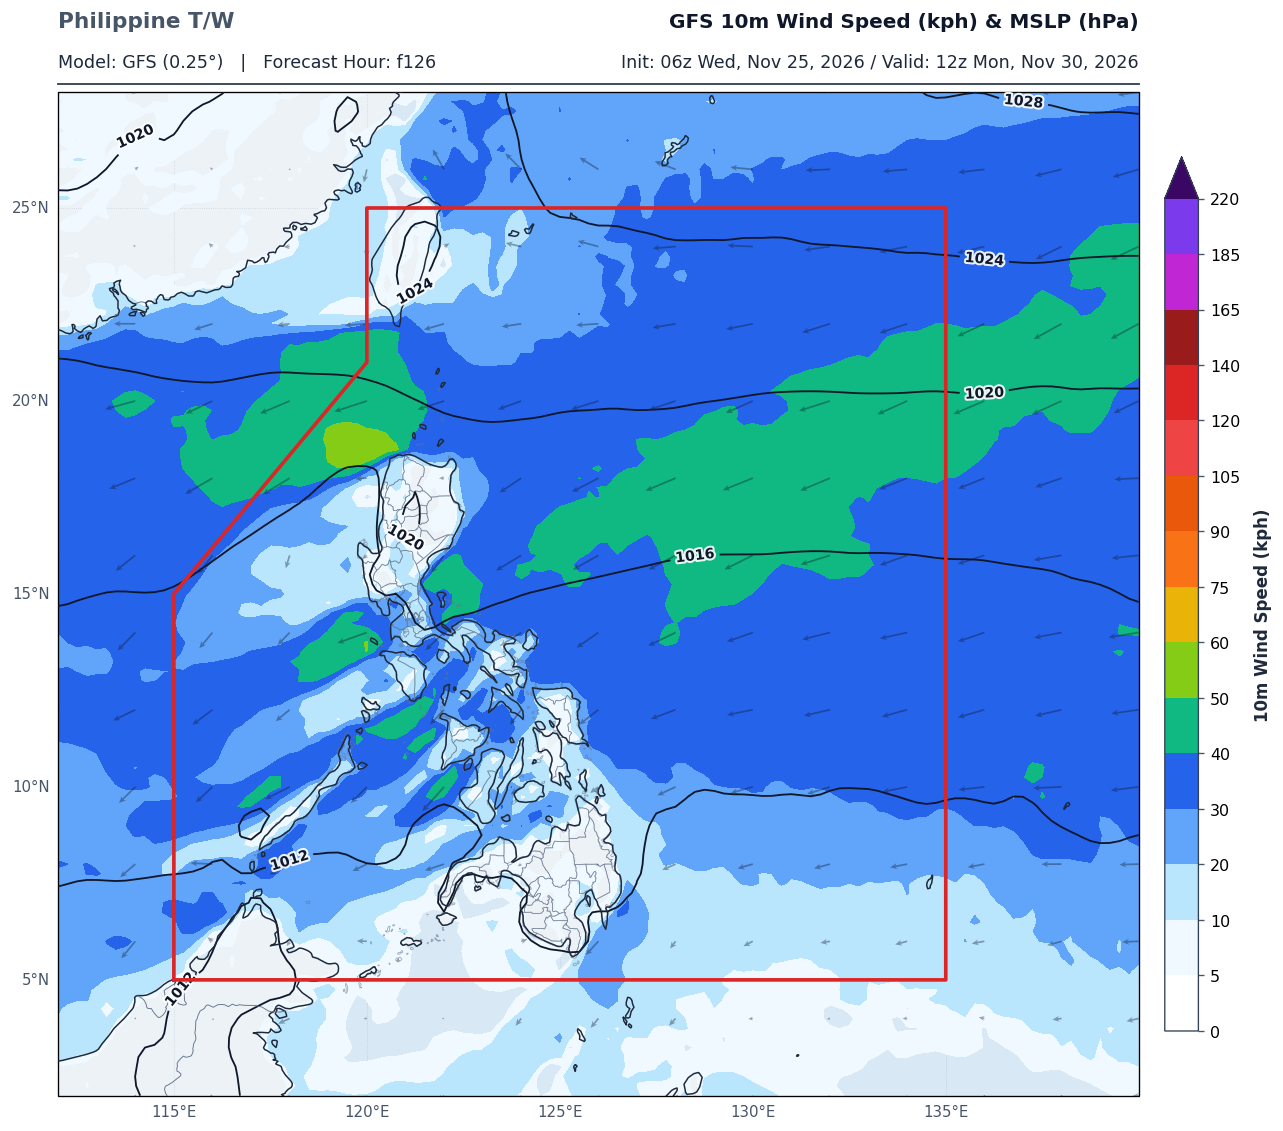 Philippine T/W
GFS 10m Wind Speed (kph) & MSLP (hPa)
Model: GFS (0.25°) | Forecast Hour: f126
Init: 06z Wed, Nov 25, 2026 / Valid: 12z Mon, Nov 30, 2026
1028
1020
220
25°N
1024
185
1024
165
140
20°N
1020
120
105
1020
90
1016
15°N
75
60
50
40
10°N
30
20
1012
10
5°N
1012
5
0
115°E
120°E
125°E
130°E
135°E
10m Wind Speed (kph)